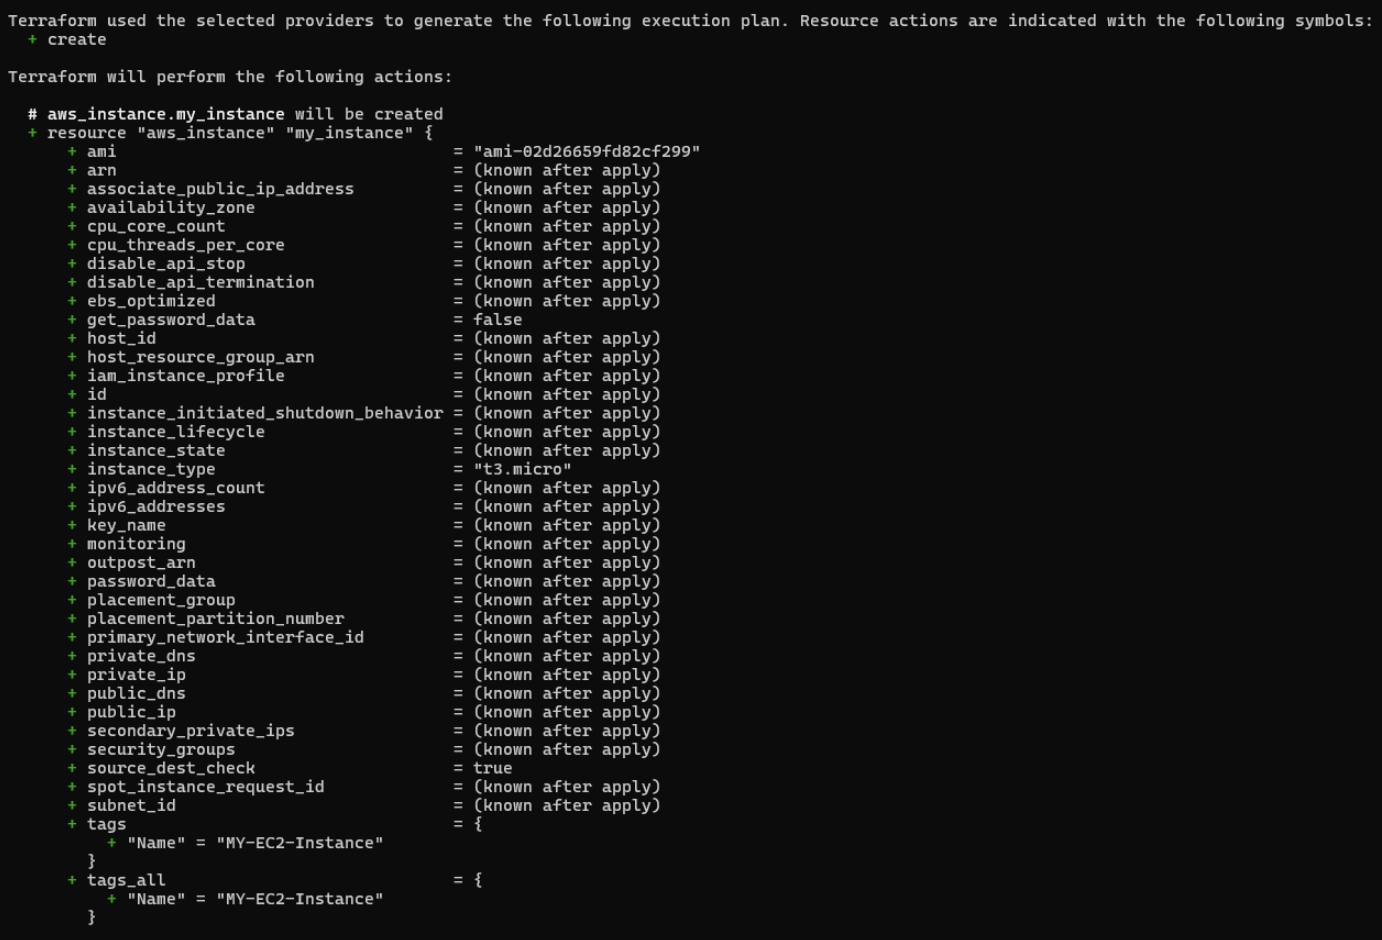 Terraform used the selected providers to generate the following execution plan. Resource actions are indicated with the following symbols:
  + create

Terraform will perform the following actions:

  # aws_instance.my_instance will be created
  + resource "aws_instance" "my_instance" {
      + ami                                  = "ami-02d26659fd82cf299"
      + arn                                  = (known after apply)
      + associate_public_ip_address          = (known after apply)
      + availability_zone                    = (known after apply)
      + cpu_core_count                       = (known after apply)
      + cpu_threads_per_core                 = (known after apply)
      + disable_api_stop                     = (known after apply)
      + disable_api_termination              = (known after apply)
      + ebs_optimized                        = (known after apply)
      + get_password_data                    = false
      + host_id                              = (known after apply)
      + host_resource_group_arn              = (known after apply)
      + iam_instance_profile                 = (known after apply)
      + id                                   = (known after apply)
      + instance_initiated_shutdown_behavior = (known after apply)
      + instance_lifecycle                   = (known after apply)
      + instance_state                       = (known after apply)
      + instance_type                        = "t3.micro"
      + ipv6_address_count                   = (known after apply)
      + ipv6_addresses                       = (known after apply)
      + key_name                             = (known after apply)
      + monitoring                           = (known after apply)
      + outpost_arn                          = (known after apply)
      + password_data                        = (known after apply)
      + placement_group                      = (known after apply)
      + placement_partition_number           = (known after apply)
      + primary_network_interface_id         = (known after apply)
      + private_dns                          = (known after apply)
      + private_ip                           = (known after apply)
      + public_dns                           = (known after apply)
      + public_ip                            = (known after apply)
      + secondary_private_ips                = (known after apply)
      + security_groups                      = (known after apply)
      + source_dest_check                    = true
      + spot_instance_request_id             = (known after apply)
      + subnet_id                            = (known after apply)
      + tags                                 = {
          + "Name" = "MY-EC2-Instance"
        }
      + tags_all                             = {
          + "Name" = "MY-EC2-Instance"
        }